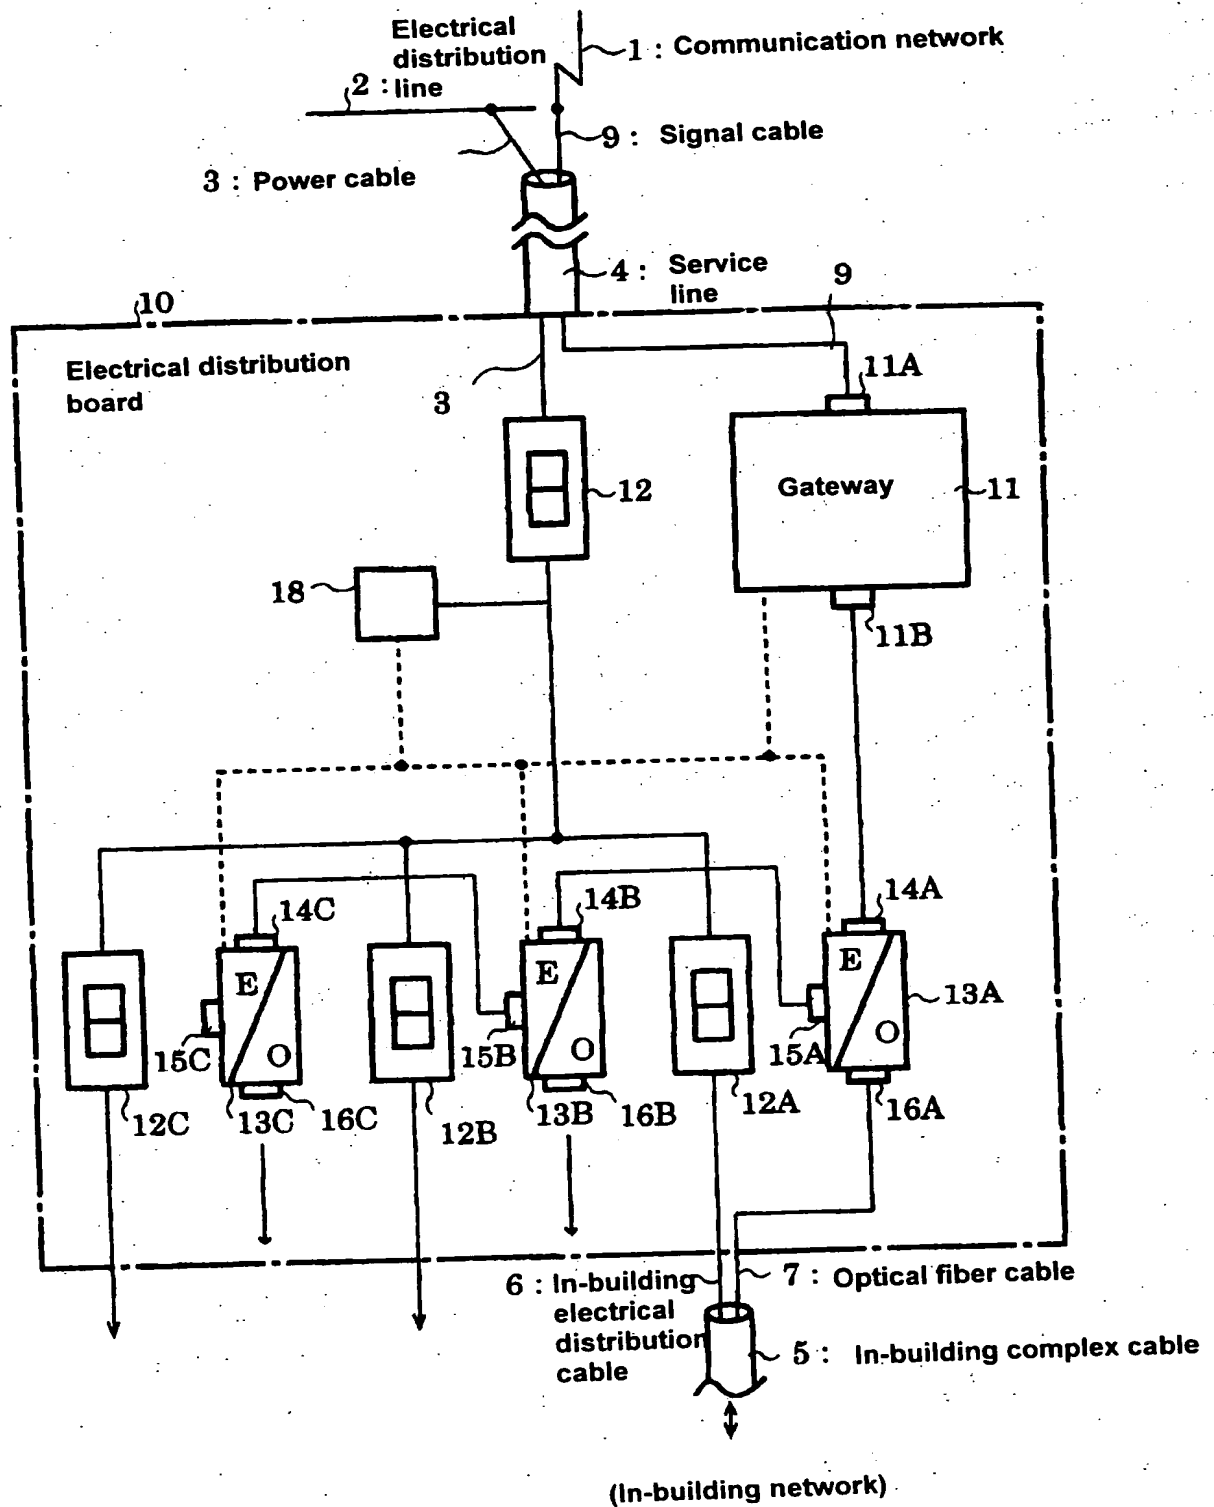 Electrical
distribution
line
2 :
1 : Communication network
9 : Signal cable
3 : Power cable
4 : Service
line
9
10
Electrical distribution
board
3
11A
12
Gateway
11
18
11B
14C
14B
14A
E
O
E
O
E
O
13A
15C
15B
15A
12C
13C
16C
12B
13B
16B
12A
16A
6 : In-building
electrical
distribution
cable
7 : Optical fiber cable
5 : In-building complex cable
(In-building network)